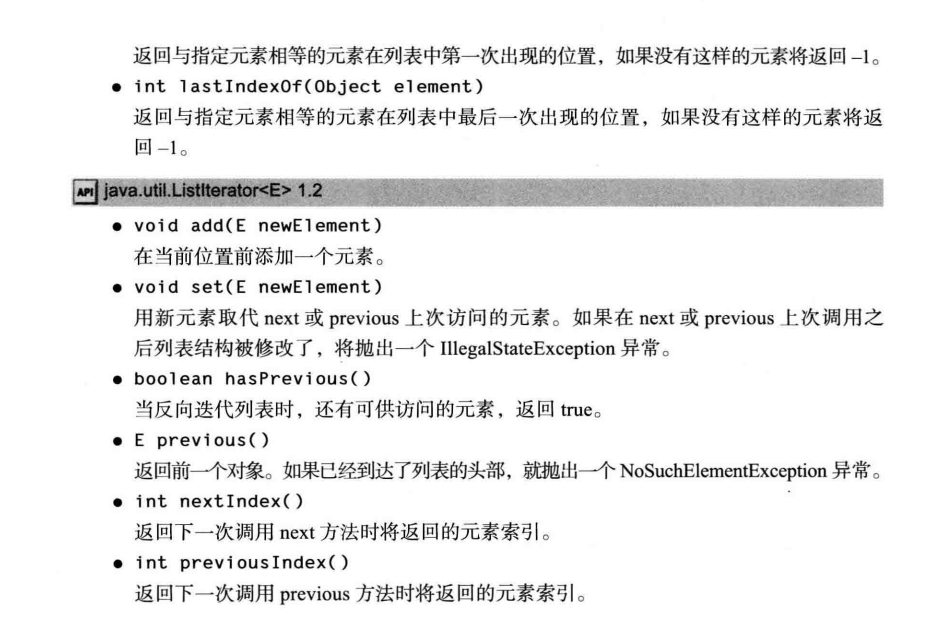 返回与指定元素相等的元素在列表中第一次出现的位置，如果没有这样的元素将返回 –1。
● int lastIndexOf(Object element)
返回与指定元素相等的元素在列表中最后一次出现的位置，如果没有这样的元素将返
回 –1。
API java.util.ListIterator<E> 1.2
● void add(E newElement)
在当前位置前添加一个元素。
● void set(E newElement)
用新元素取代 next 或 previous 上次访问的元素。如果在 next 或 previous 上次调用之
后列表结构被修改了，将抛出一个 IllegalStateException 异常。
● boolean hasPrevious()
当反向迭代列表时，还有可供访问的元素，返回 true。
● E previous()
返回前一个对象。如果已经到达了列表的头部，就抛出一个 NoSuchElementException 异常。
● int nextIndex()
返回下一次调用 next 方法时将返回的元素索引。
● int previousIndex()
返回下一次调用 previous 方法时将返回的元素索引。